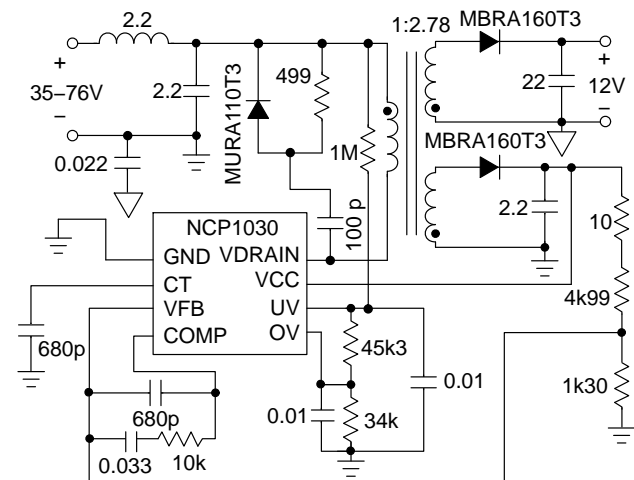 2.2
1:2.78
MBRA160T3
+
35–76V
–
2.2
MURA110T3
499
1M
22
+
12V
–
0.022
100 p
MBRA160T3
2.2
10
NCP1030
GND
VDRAIN
CT
VCC
VFB
UV
COMP
OV
680p
4k99
45k3
0.01
1k30
680p
0.01
34k
0.033
10k